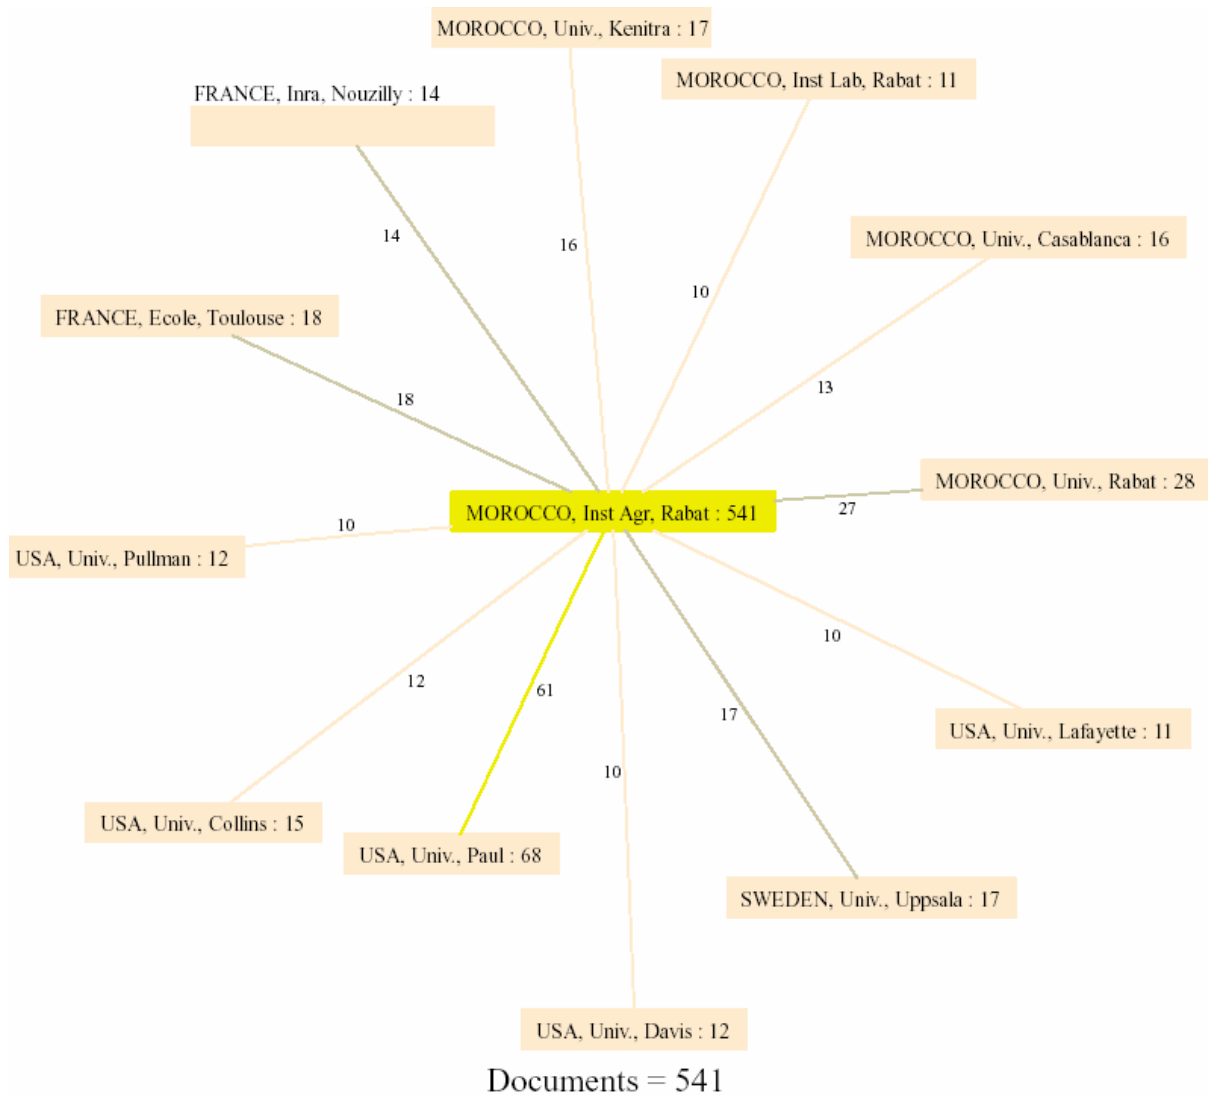 MOROCCO, Univ., Kenitra : 17
MOROCCO, Inst Lab, Rabat : 11
FRANCE, Inra, Nouzilly : 14
14
16
MOROCCO, Univ., Casablanca : 16
10
FRANCE, Ecole, Toulouse : 18
18
13
MOROCCO, Univ., Rabat : 28
27
MOROCCO, Inst Agr, Rabat : 541
10
USA, Univ., Pullman : 12
10
12
61
17
USA, Univ., Lafayette : 11
10
USA, Univ., Collins : 15
USA, Univ., Paul : 68
SWEDEN, Univ., Uppsala : 17
USA, Univ., Davis : 12
Documents = 541